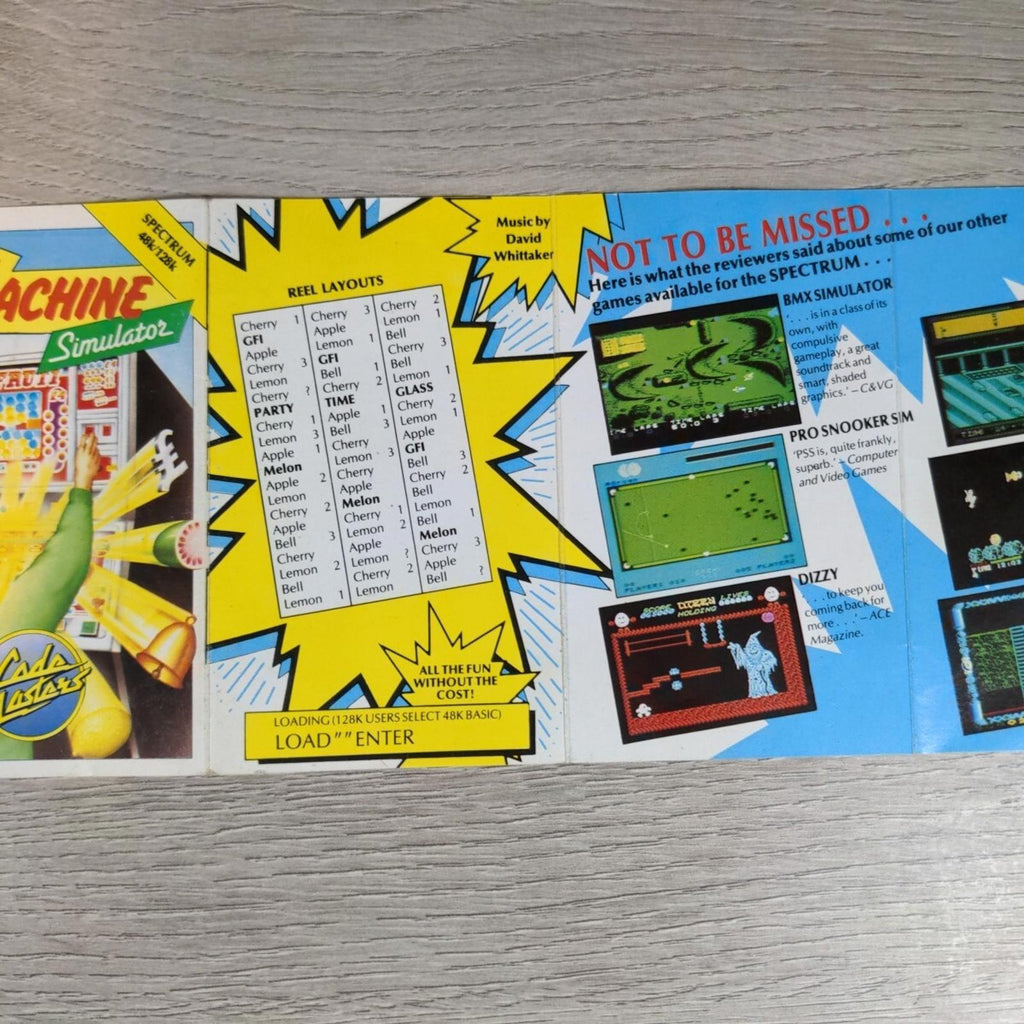 SPECTRUM
48k/128k
ACHINE
Simulator
FRUIT
Code
Masters
REEL LAYOUTS
Cherry 1
GFI
Apple
Cherry 3
Lemon
Cherry ?
PARTY
Cherry 1
Lemon 3
Apple 1
Melon
Apple 2
Lemon
Cherry 2
Apple
Bell 3
Cherry
Lemon 2
Bell
Lemon 1
Cherry 3
Apple
Lemon 1
GFI
Bell 1
Cherry 2
TIME
Apple 1
Bell 3
Cherry
Lemon 3
Cherry
Apple
Melon
Cherry 1
Lemon 2
Apple
Lemon ?
Cherry 2
Lemon
Cherry 2
Lemon 1
Bell
Cherry 3
Bell
Lemon 1
GLASS
Cherry 2
Lemon 1
Apple
GFI
Bell 3
Cherry 2
Bell
Lemon
Bell 1
Melon
Cherry 3
Apple
Bell ?
ALL THE FUN
WITHOUT THE
COST!
LOADING (128K USERS SELECT 48K BASIC)
LOAD "" ENTER
Music by
David
Whittaker
NOT TO BE MISSED . . .
Here is what the reviewers said about some of our other
games available for the SPECTRUM . . .
BMX SIMULATOR
' . . . is in a class of its
own, with
compulsive
gameplay, a great
soundtrack and
smart, shaded
graphics.' – C&VG
PRO SNOOKER SIM
'PSS is, quite frankly,
superb.' – Computer
and Video Games
DIZZY
' . . . to keep you
coming back for
more . . . ' – ACE
Magazine.
SCORE DIZZY LIVES
HOLDING